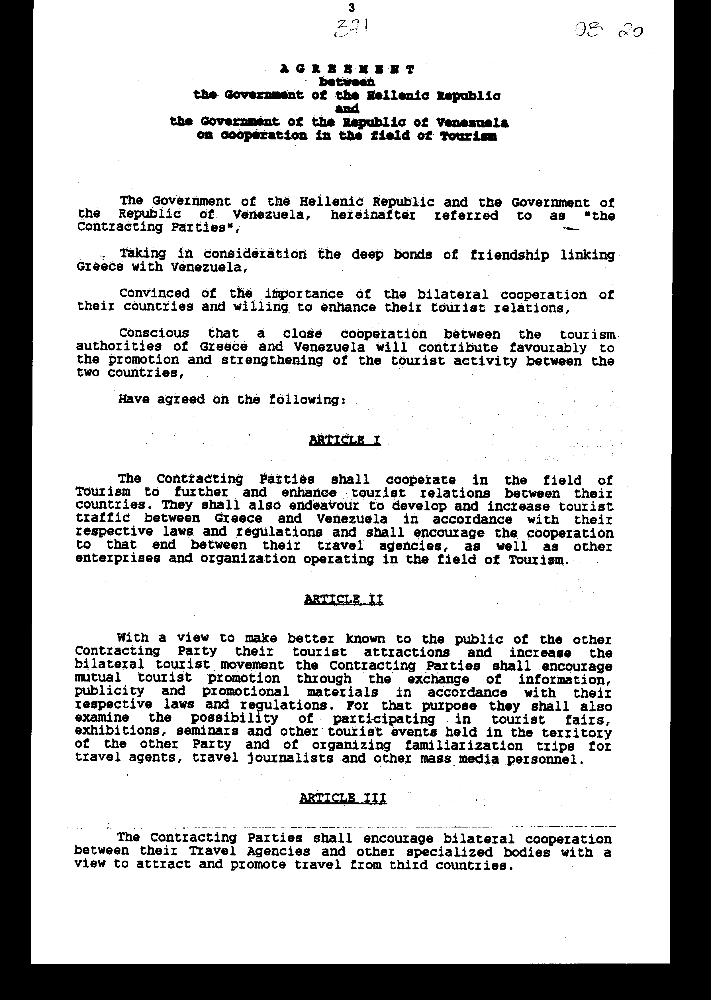 3
371
93 20
A G R E E M E N T
between
the Government of the Hellenic Republic
and
the Government of the Republic of Venezuela
on cooperation in the field of Tourism
The Government of the Hellenic Republic and the Government of
the Republic of Venezuela, hereinafter referred to as "the
Contracting Parties",
Taking in consideration the deep bonds of friendship linking
Greece with Venezuela,
Convinced of the importance of the bilateral cooperation of
their countries and willing to enhance their tourist relations,
Conscious that a close cooperation between the tourism
authorities of Greece and Venezuela will contribute favourably to
the promotion and strengthening of the tourist activity between the
two countries,
Have agreed on the following:
ARTICLE I
The Contracting Parties shall cooperate in the field of
Tourism to further and enhance tourist relations between their
countries. They shall also endeavour to develop and increase tourist
traffic between Greece and Venezuela in accordance with their
respective laws and regulations and shall encourage the cooperation
to that end between their travel agencies, as well as other
enterprises and organization operating in the field of Tourism.
ARTICLE II
With a view to make better known to the public of the other
Contracting Party their tourist attractions and increase the
bilateral tourist movement the Contracting Parties shall encourage
mutual tourist promotion through the exchange of information,
publicity and promotional materials in accordance with their
respective laws and regulations. For that purpose they shall also
examine the possibility of participating in tourist fairs,
exhibitions, seminars and other tourist events held in the territory
of the other Party and of organizing familiarization trips for
travel agents, travel journalists and other mass media personnel.
ARTICLE III
The Contracting Parties shall encourage bilateral cooperation
between their Travel Agencies and other specialized bodies with a
view to attract and promote travel from third countries.